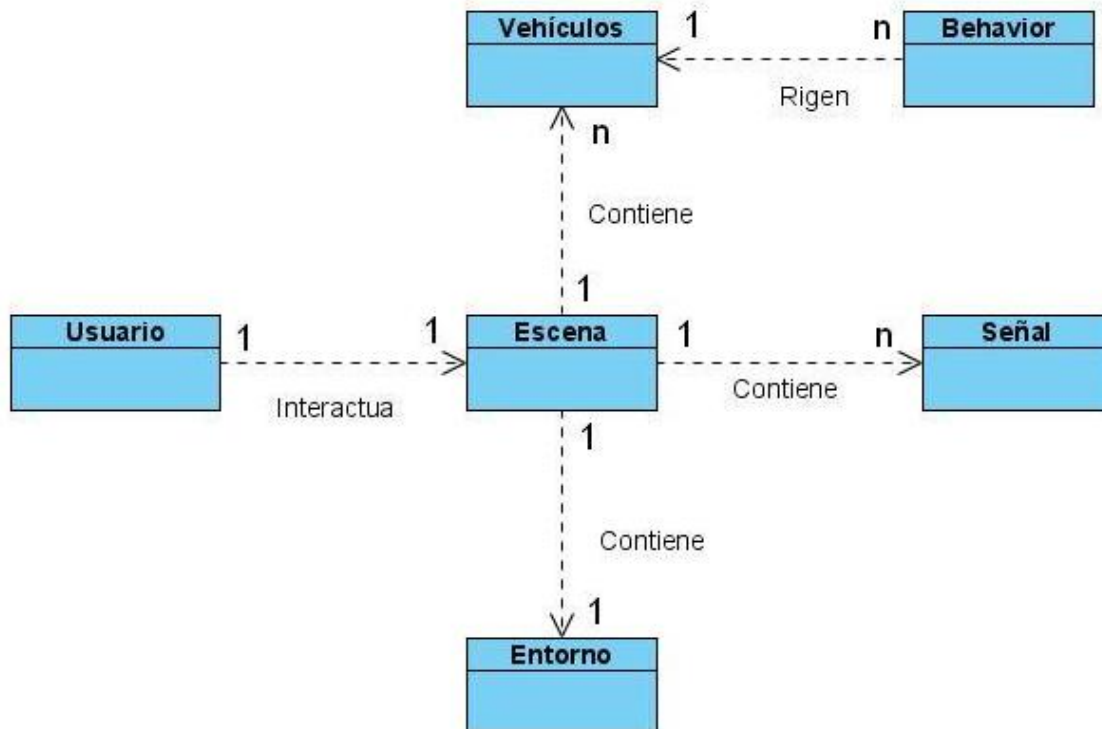 Vehículos
1
n
Behavior
Rigen
n
Contiene
1
Usuario
1
1
Escena
1
n
Señal
Interactua
Contiene
1
Contiene
1
Entorno